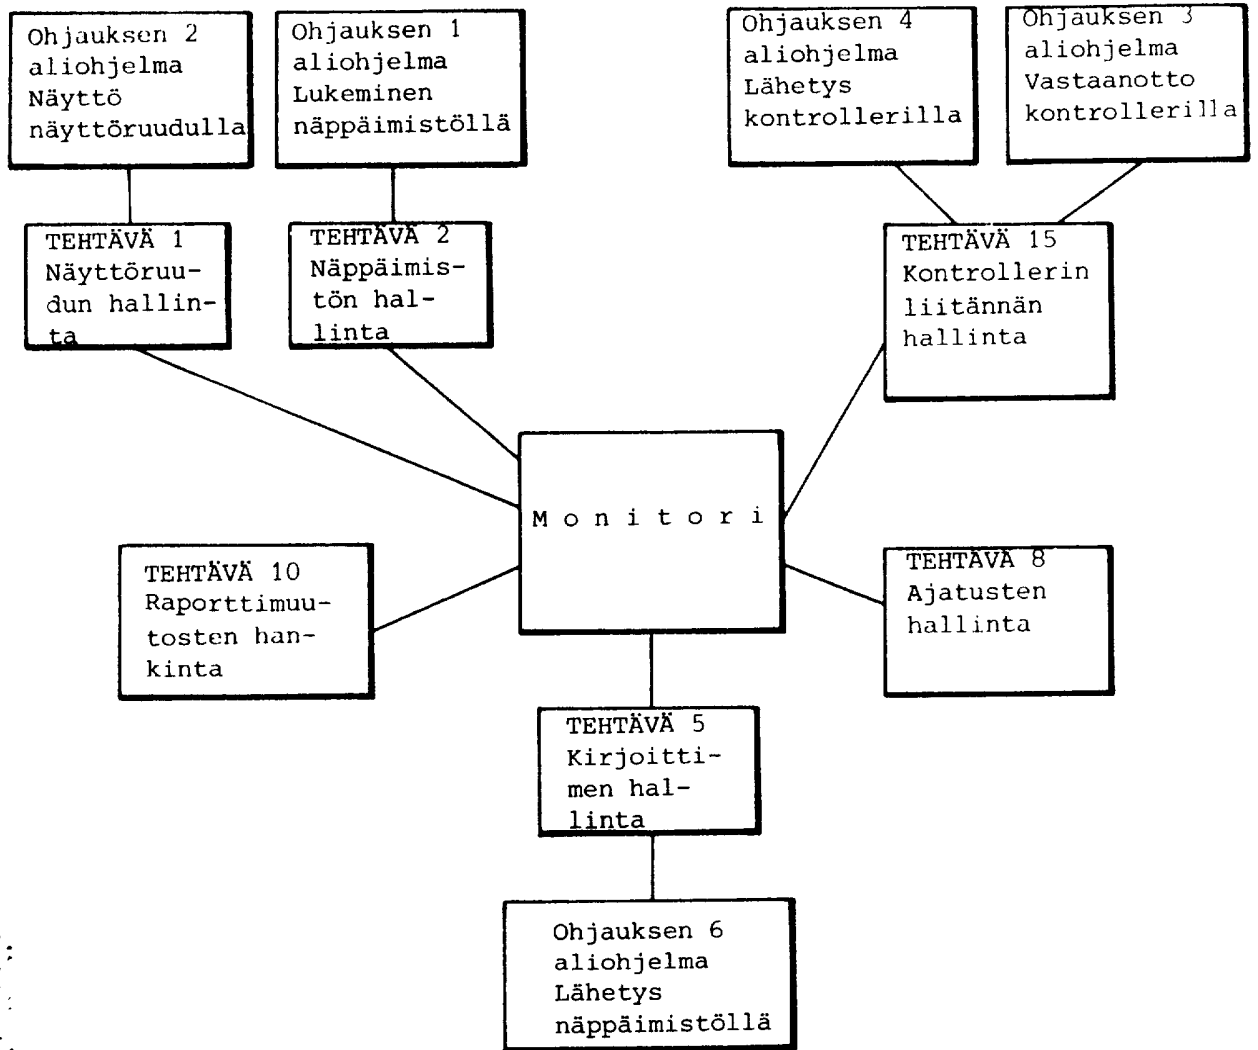 Ohjauksen 2
aliohjelma
Näyttö
näyttöruudulla
Ohjauksen 1
aliohjelma
Lukeminen
näppäimistöllä
Ohjauksen 4
aliohjelma
Lähetys
kontrollerilla
Ohjauksen 3
aliohjelma
Vastaanotto
kontrollerilla
TEHTÄVÄ 1
Näyttöruu-
dun hallin-
ta
TEHTÄVÄ 2
Näppäimis-
tön hal-
linta
TEHTÄVÄ 15
Kontrollerin
liitännän
hallinta
Monitori
TEHTÄVÄ 10
Raporttimuu-
tosten han-
kinta
TEHTÄVÄ 8
Ajatusten
hallinta
TEHTÄVÄ 5
Kirjoitti-
men hal-
linta
Ohjauksen 6
aliohjelma
Lähetys
näppäimistöllä